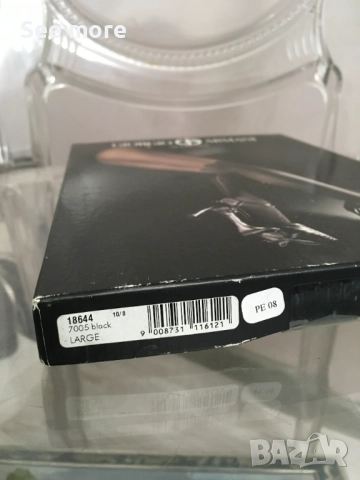 See more
18644 10/8
7005 black
LARGE
9 008731 116121
PE 08
BAZAR